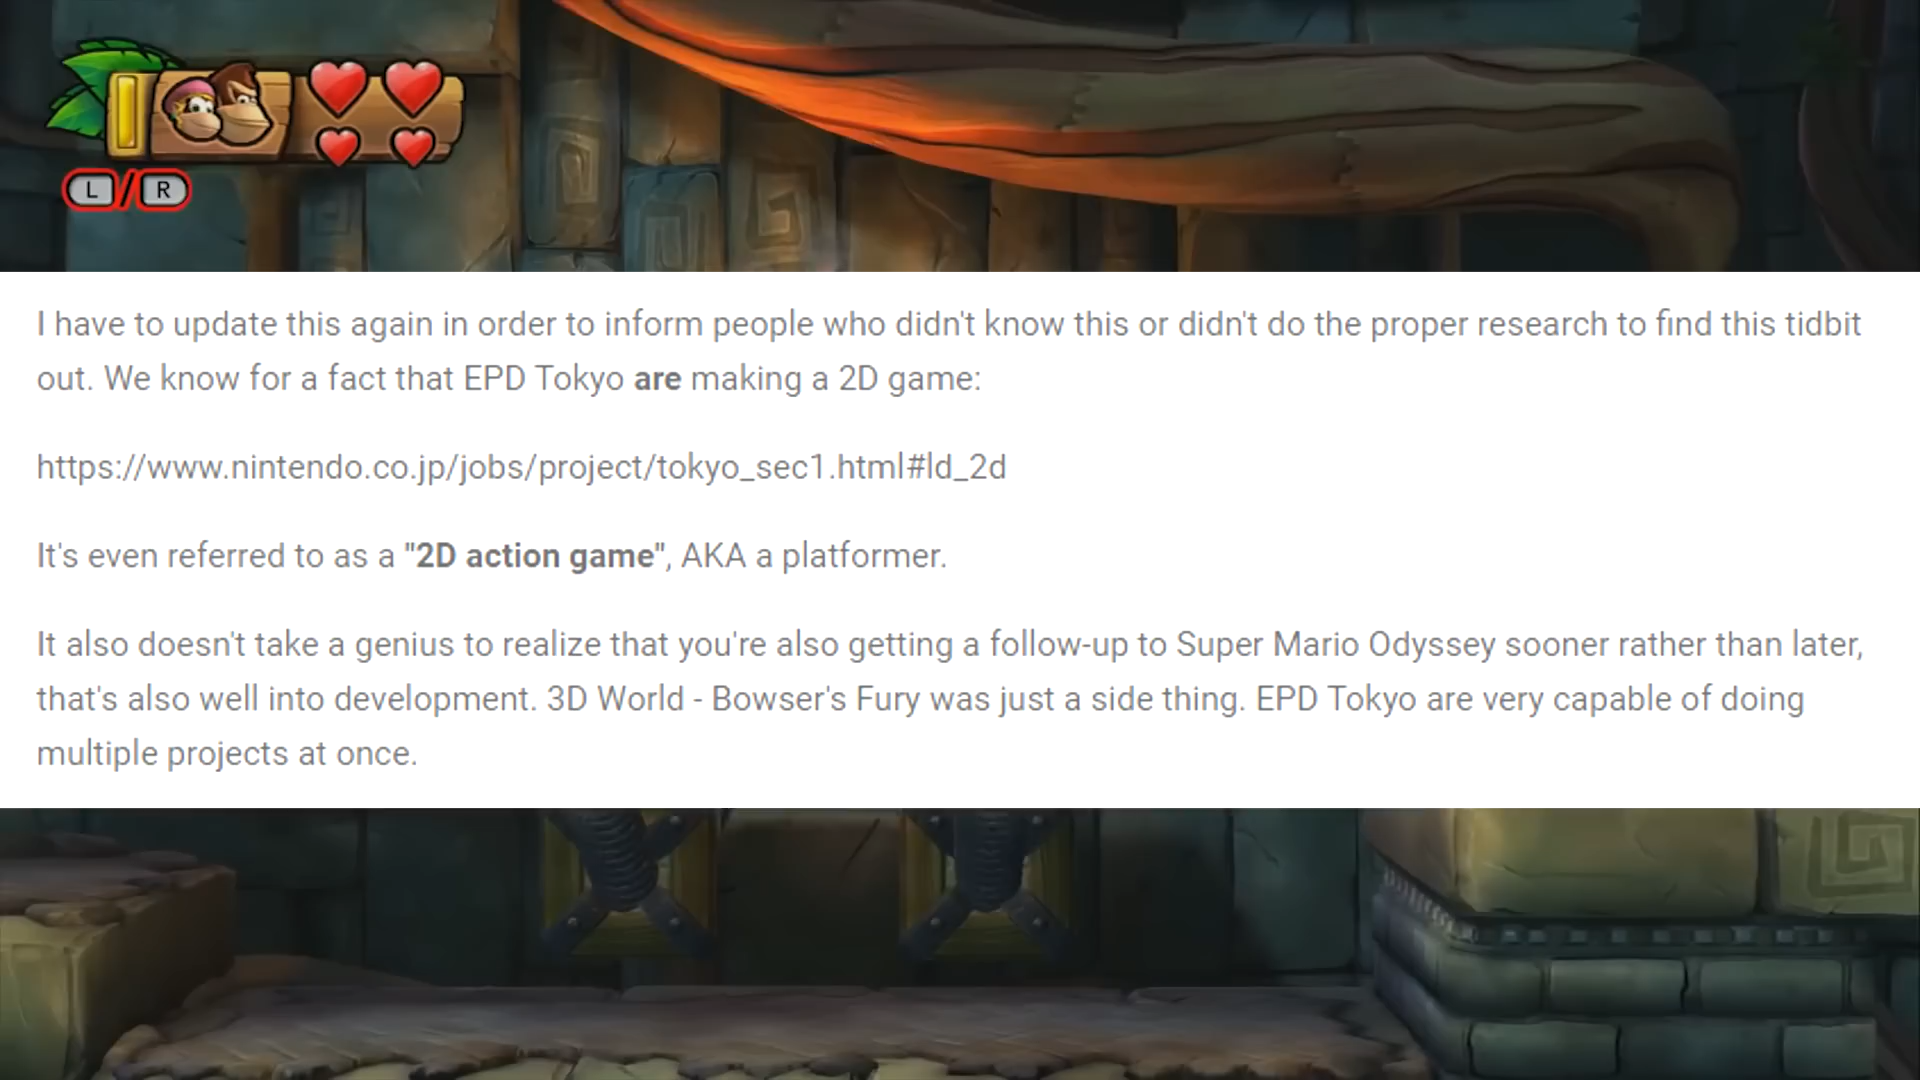 L / R
I have to update this again in order to inform people who didn't know this or didn't do the proper research to find this tidbit
out. We know for a fact that EPD Tokyo are making a 2D game:
https://www.nintendo.co.jp/jobs/project/tokyo_sec1.html#ld_2d
It's even referred to as a "2D action game", AKA a platformer.
It also doesn't take a genius to realize that you're also getting a follow-up to Super Mario Odyssey sooner rather than later,
that's also well into development. 3D World - Bowser's Fury was just a side thing. EPD Tokyo are very capable of doing
multiple projects at once.